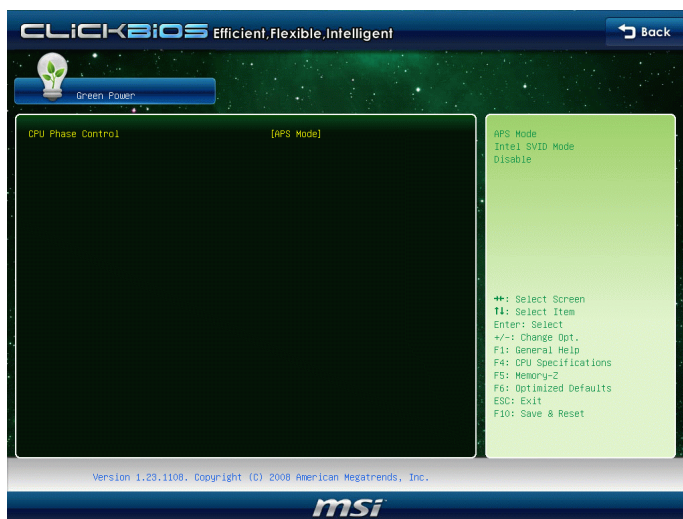 CLiCKBiOS Efficient,Flexible,Intelligent
Back
Green Power
CPU Phase Control [APS Mode]
APS Mode
Intel SVID Mode
Disable
→←: Select Screen
↑↓: Select Item
Enter: Select
+/-: Change Opt.
F1: General Help
F4: CPU Specifications
F5: Memory-Z
F6: Optimized Defaults
ESC: Exit
F10: Save & Reset
Version 1.23.1108. Copyright (C) 2008 American Megatrends, Inc.
msi